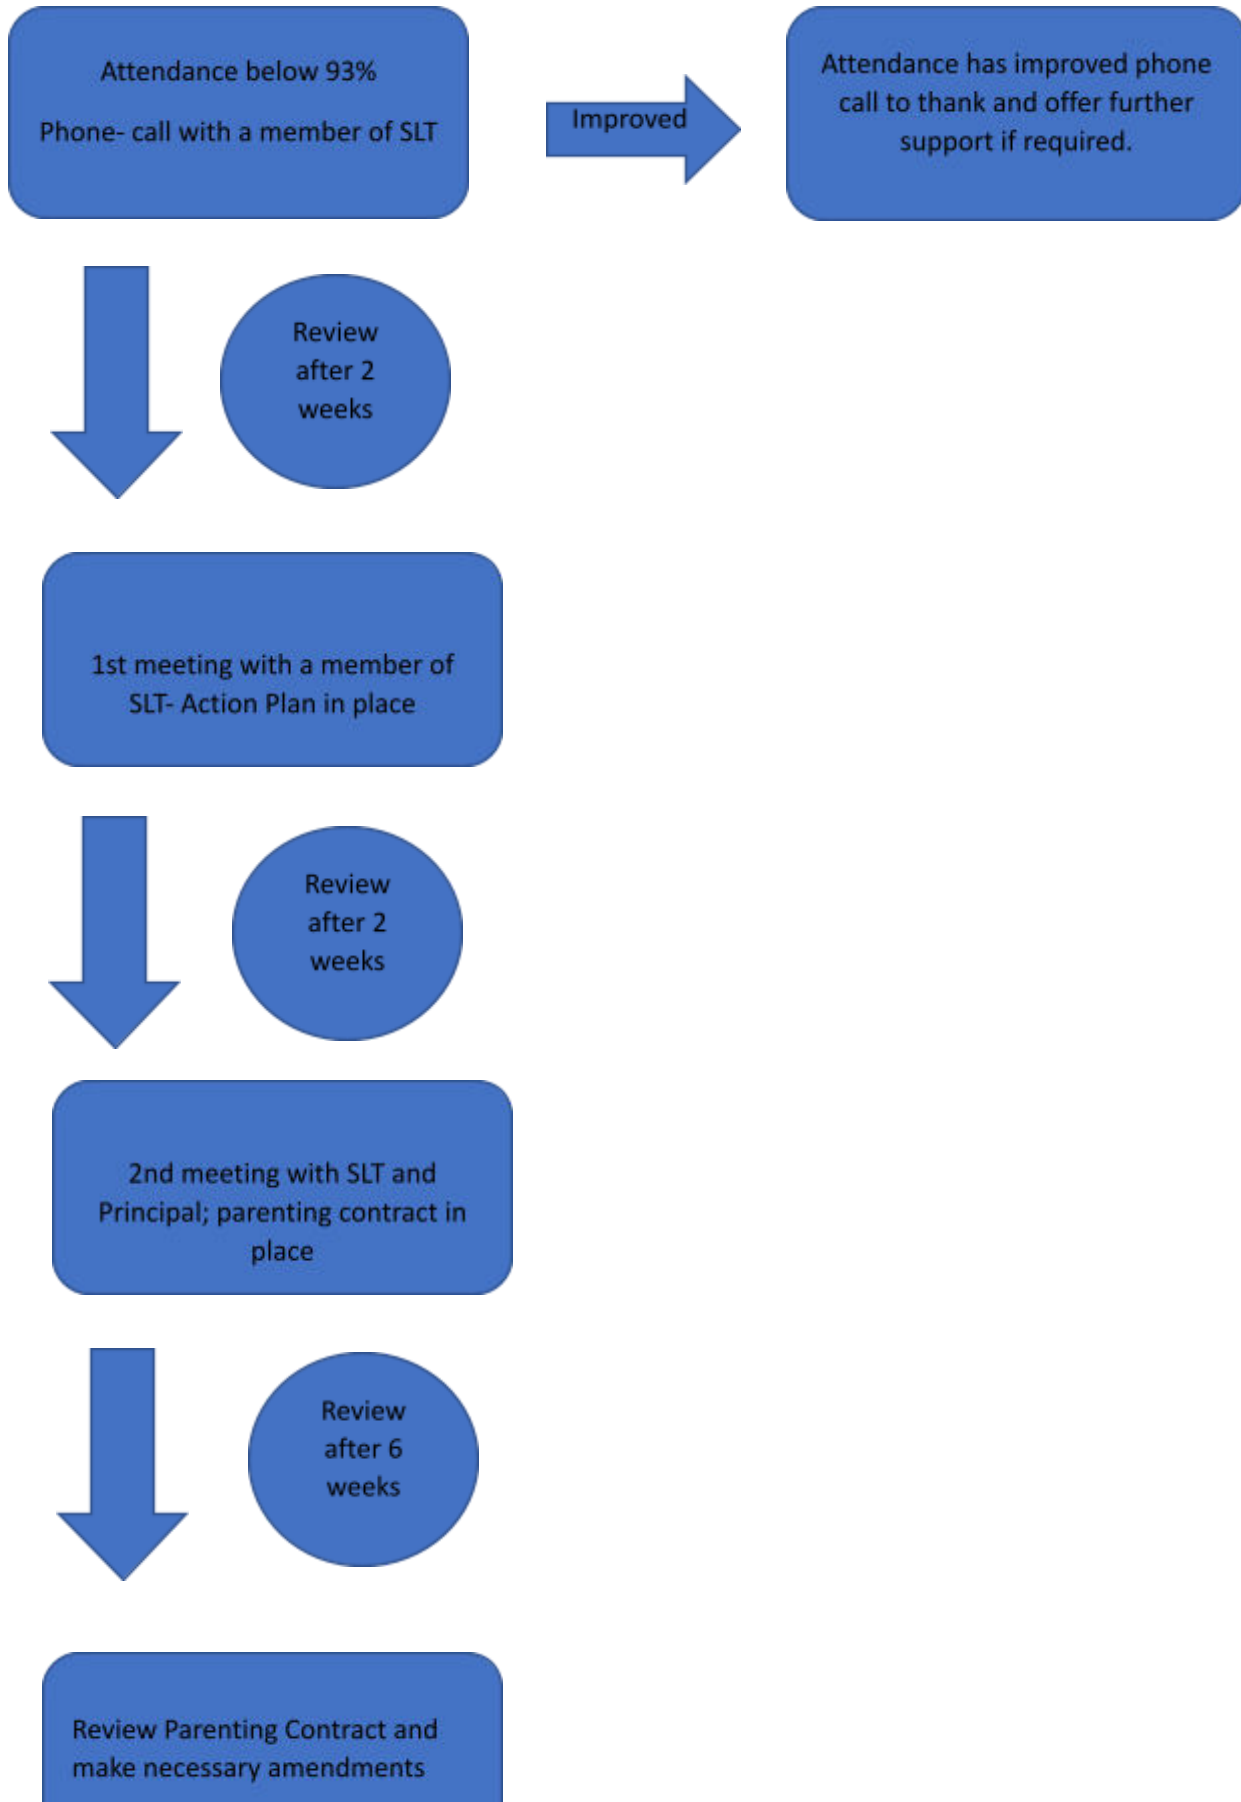 Attendance below 93%
Phone- call with a member of SLT
Improved
Attendance has improved phone
call to thank and offer further
support if required.
Review
after 2
weeks
1st meeting with a member of
SLT- Action Plan in place
Review
after 2
weeks
2nd meeting with SLT and
Principal; parenting contract in
place
Review
after 6
weeks
Review Parenting Contract and
make necessary amendments